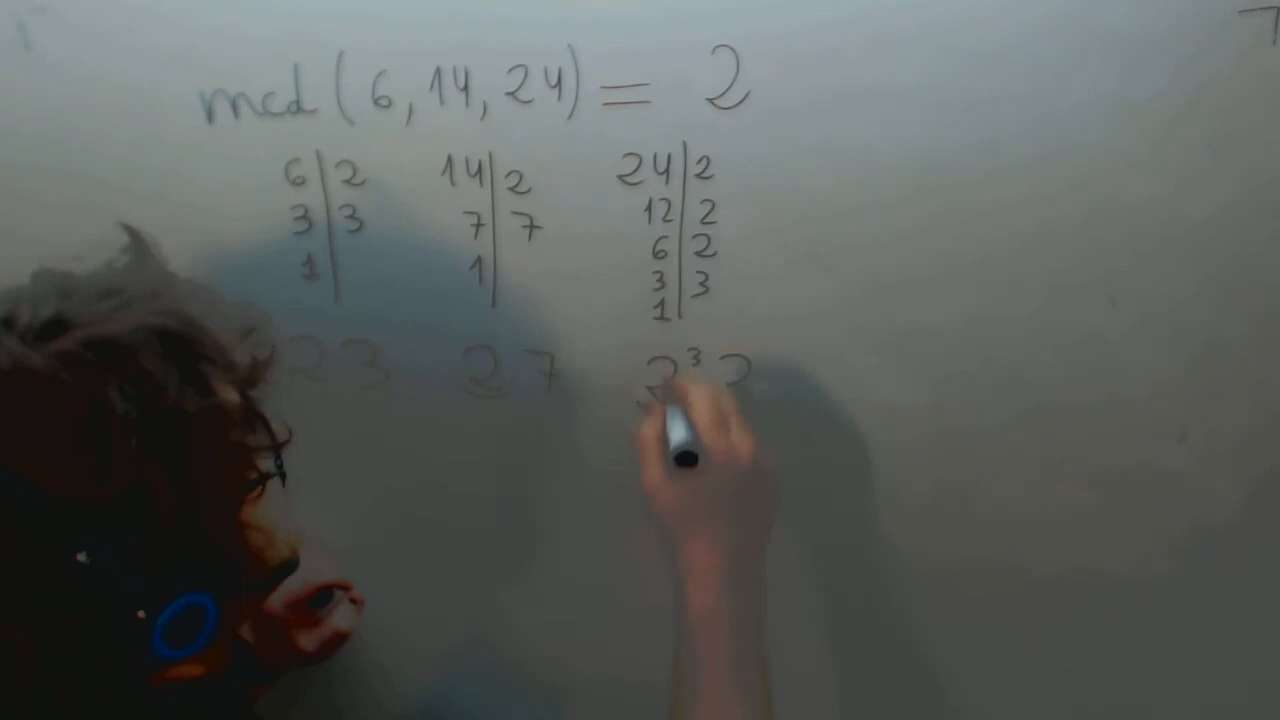 mcd (6, 14, 24) = 2
6 | 2 14 | 2 24 | 2
3 | 3 7 | 7 12 | 2
1 | 1 | 6 | 2
3 | 3
1 |
2 3 2 7 2³